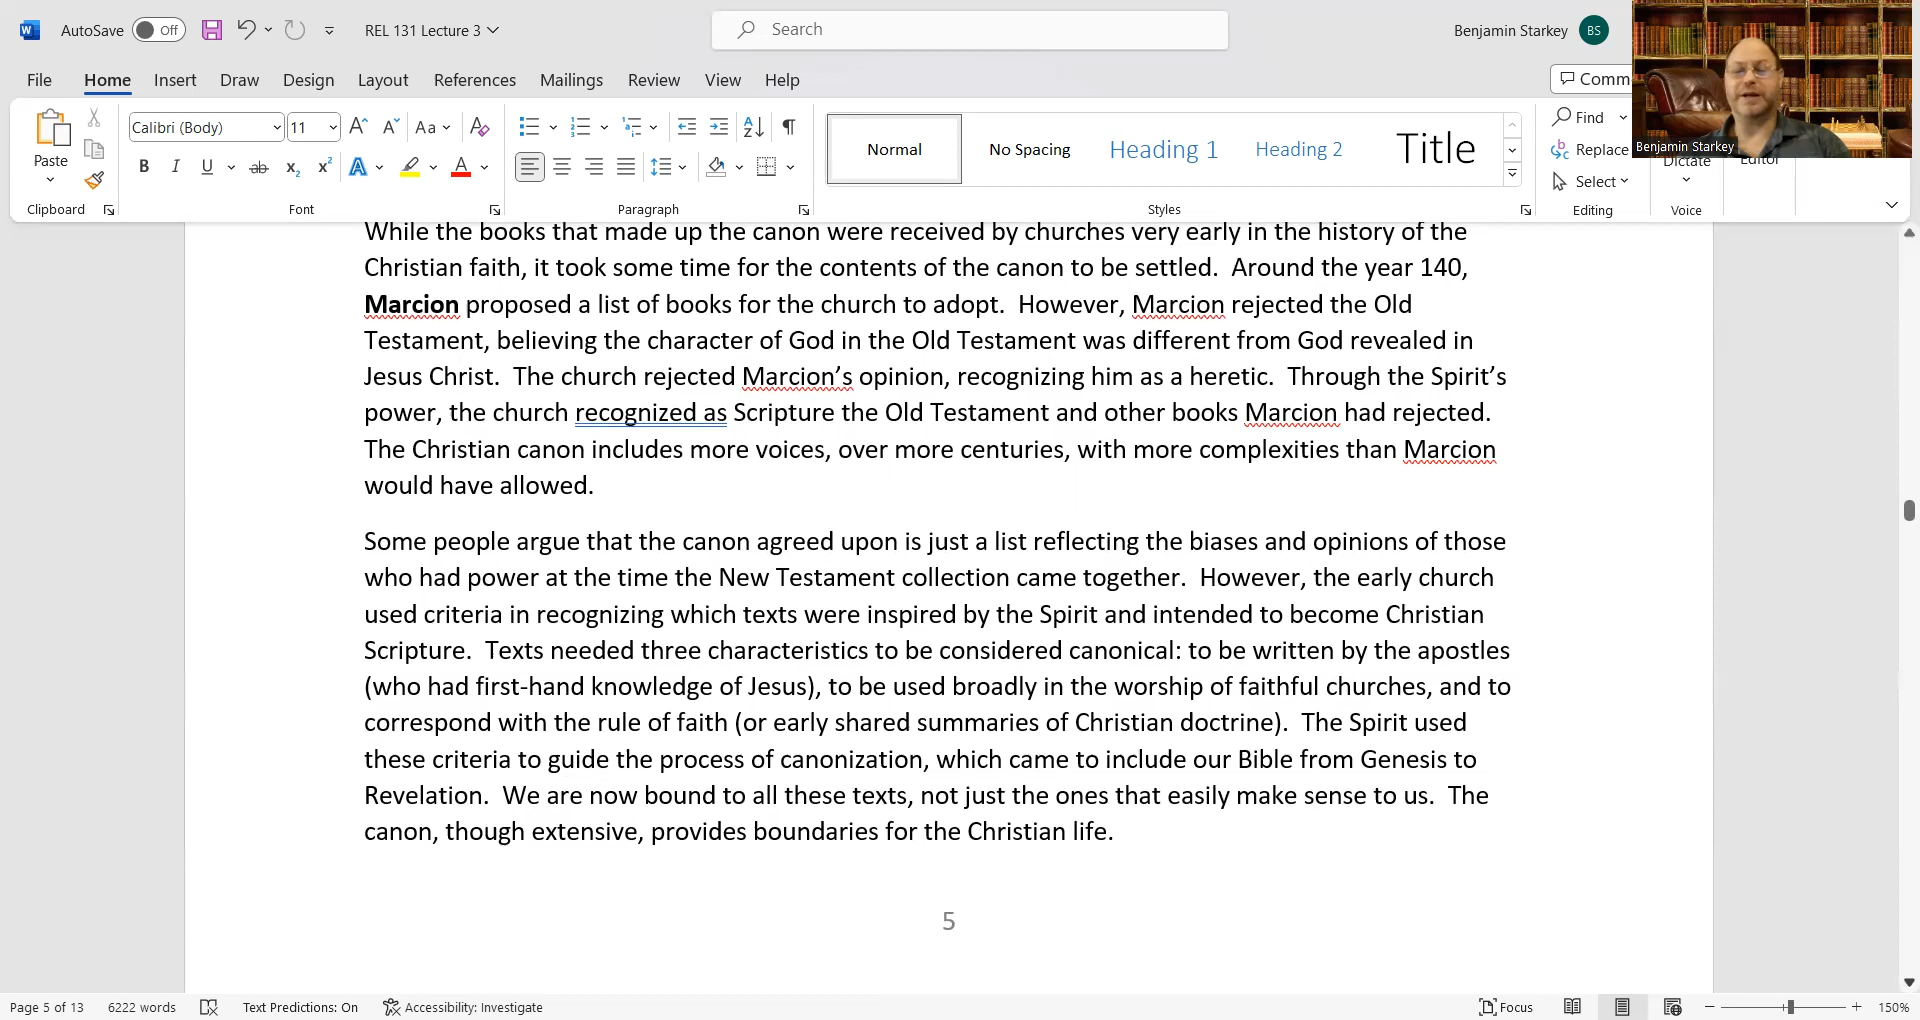 AutoSave Off REL 131 Lecture 3 Search Benjamin Starkey BS
File Home Insert Draw Design Layout References Mailings Review View Help
Calibri (Body) 11 Aa Normal No Spacing Heading 1 Heading 2 Title Find
Paste Replace Benjamin Starkey
Select
Clipboard Font Paragraph Styles Editing Voice
While the books that made up the canon were received by churches very early in the history of the
Christian faith, it took some time for the contents of the canon to be settled. Around the year 140,
Marcion proposed a list of books for the church to adopt. However, Marcion rejected the Old
Testament, believing the character of God in the Old Testament was different from God revealed in
Jesus Christ. The church rejected Marcion’s opinion, recognizing him as a heretic. Through the Spirit’s
power, the church recognized as Scripture the Old Testament and other books Marcion had rejected.
The Christian canon includes more voices, over more centuries, with more complexities than Marcion
would have allowed.
Some people argue that the canon agreed upon is just a list reflecting the biases and opinions of those
who had power at the time the New Testament collection came together. However, the early church
used criteria in recognizing which texts were inspired by the Spirit and intended to become Christian
Scripture. Texts needed three characteristics to be considered canonical: to be written by the apostles
(who had first-hand knowledge of Jesus), to be used broadly in the worship of faithful churches, and to
correspond with the rule of faith (or early shared summaries of Christian doctrine). The Spirit used
these criteria to guide the process of canonization, which came to include our Bible from Genesis to
Revelation. We are now bound to all these texts, not just the ones that easily make sense to us. The
canon, though extensive, provides boundaries for the Christian life.
5
Page 5 of 13 6222 words Text Predictions: On Accessibility: Investigate Focus 150%